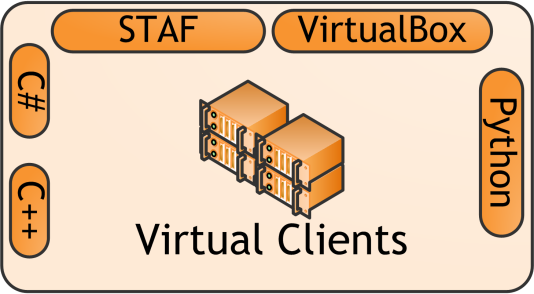 STAF
VirtualBox
C#
Python
C++
Virtual Clients